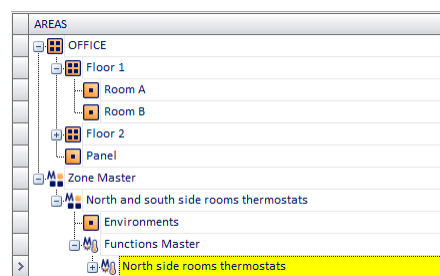 AREAS
OFFICE
Floor 1
Room A
Room B
Floor 2
Panel
Zone Master
North and south side rooms thermostats
Environments
Functions Master
North side rooms thermostats